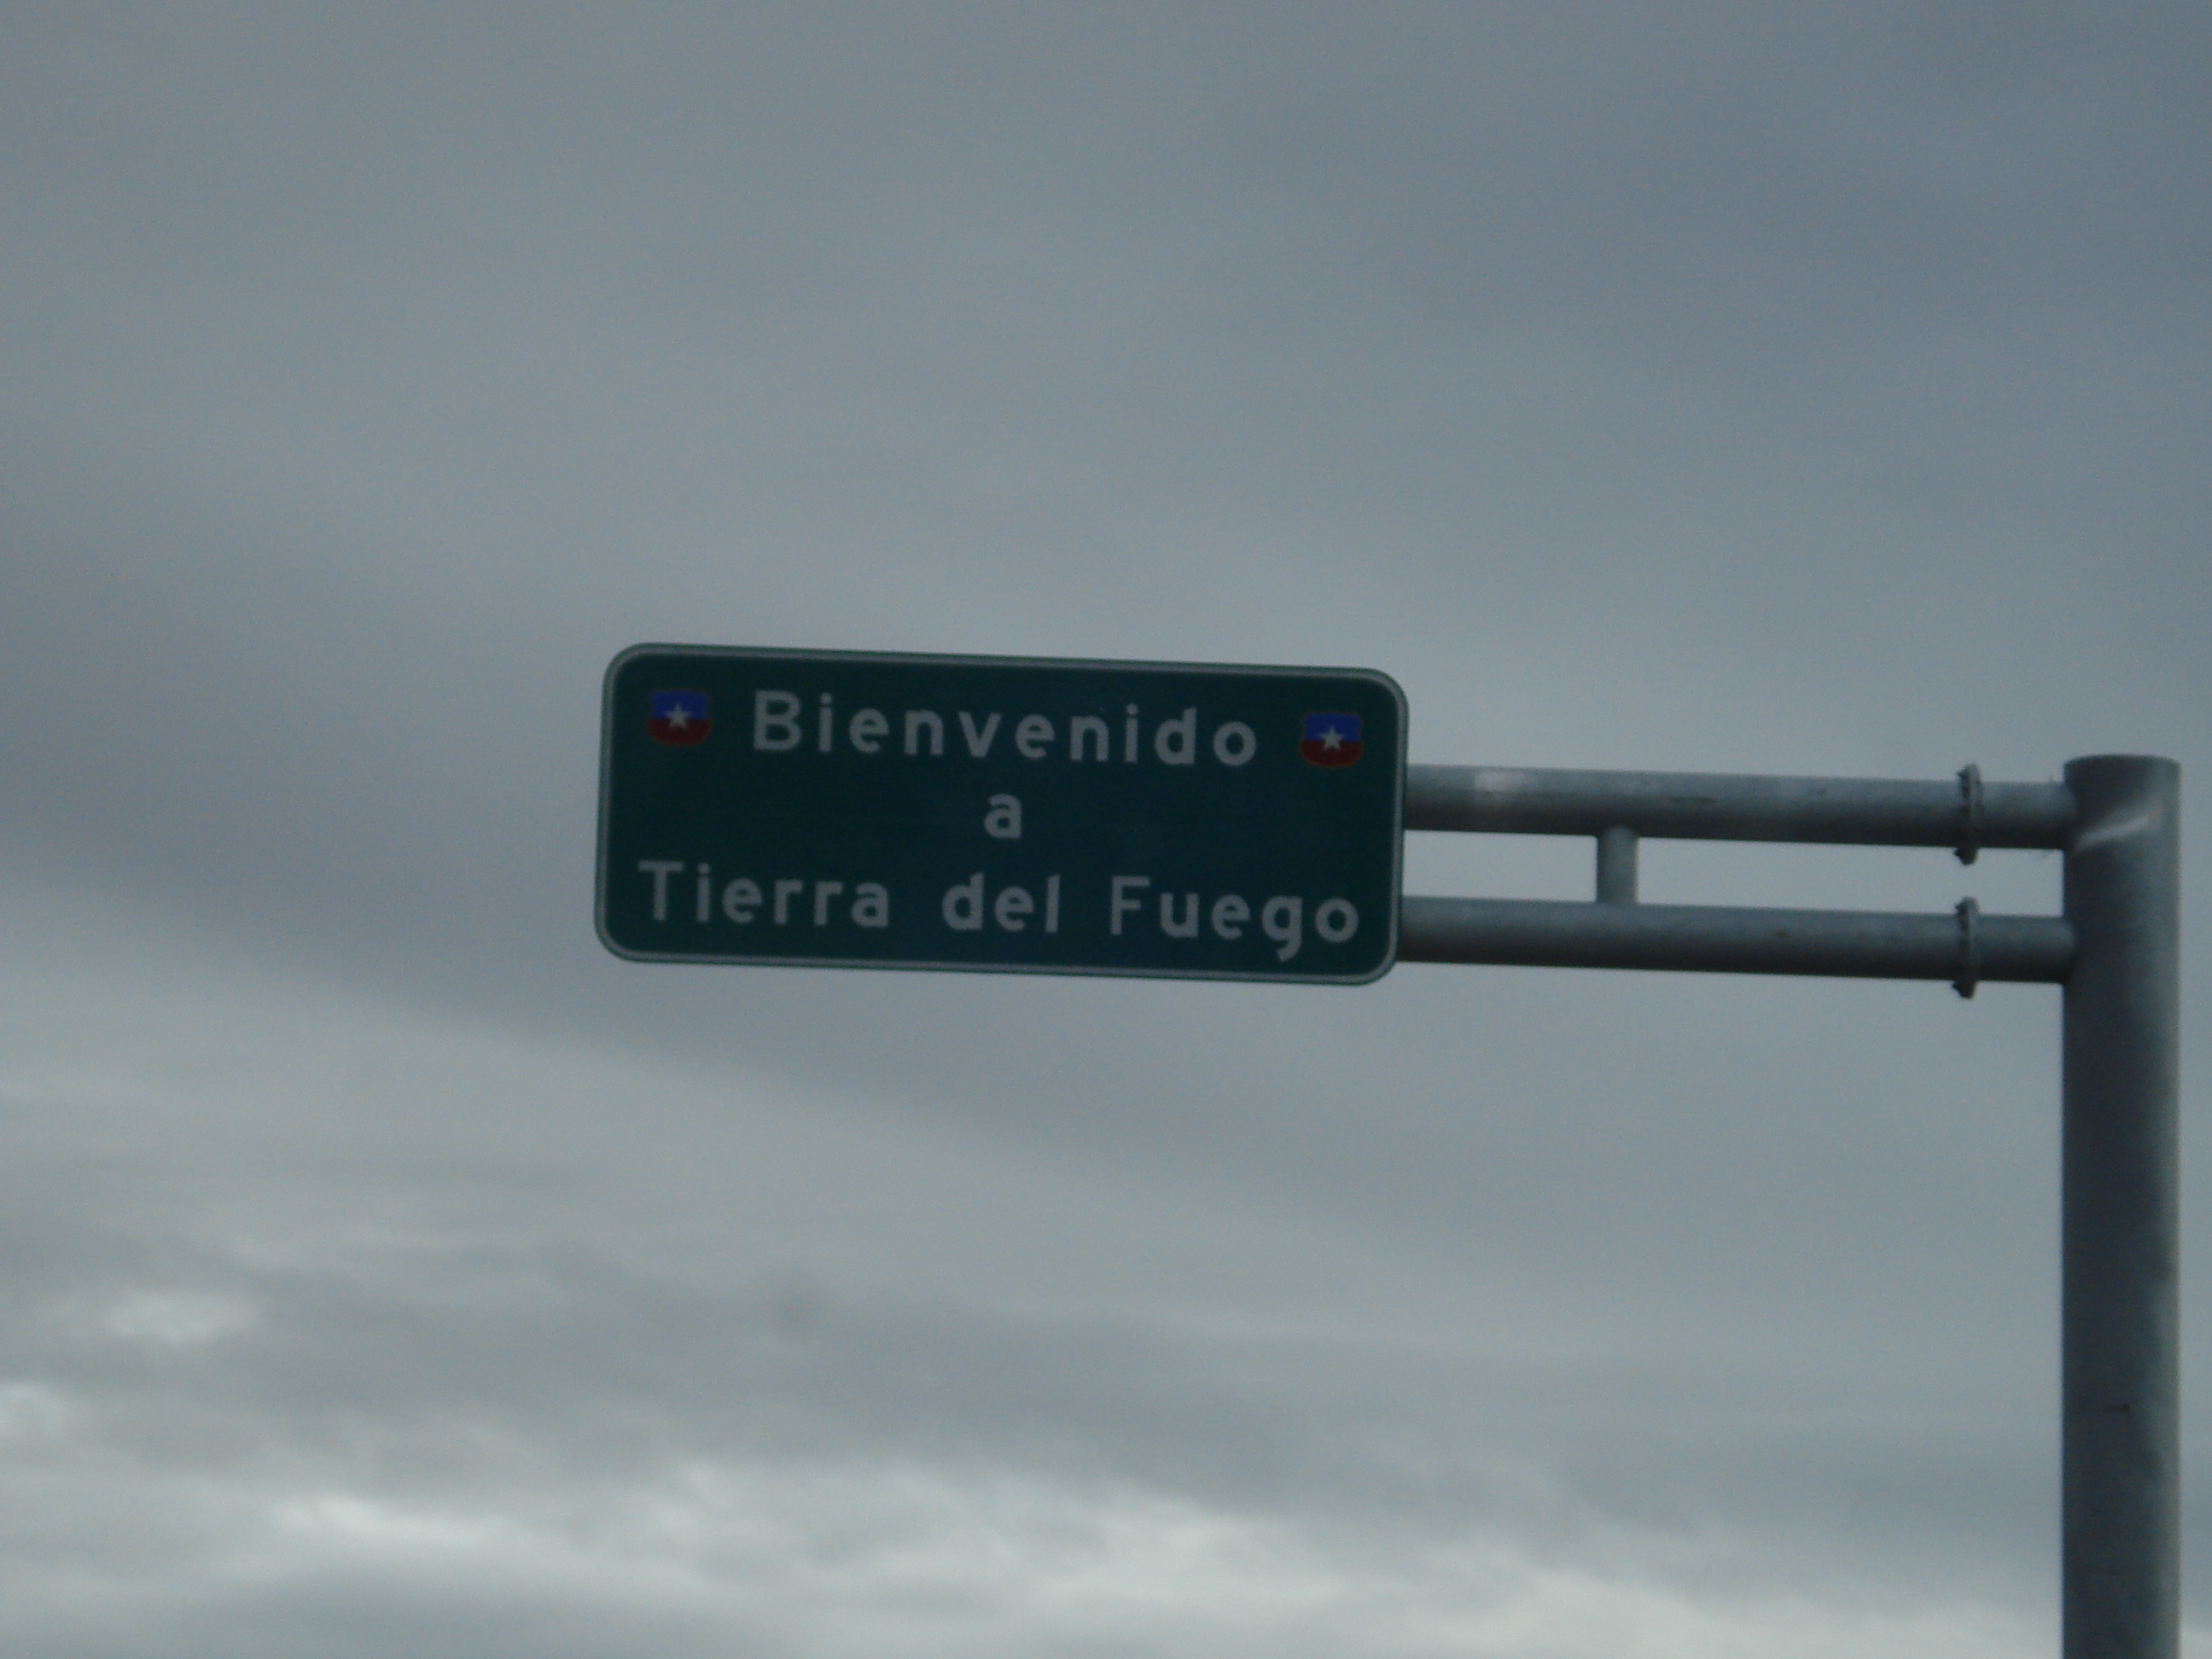 Bienvenido
a
Tierra del Fuego